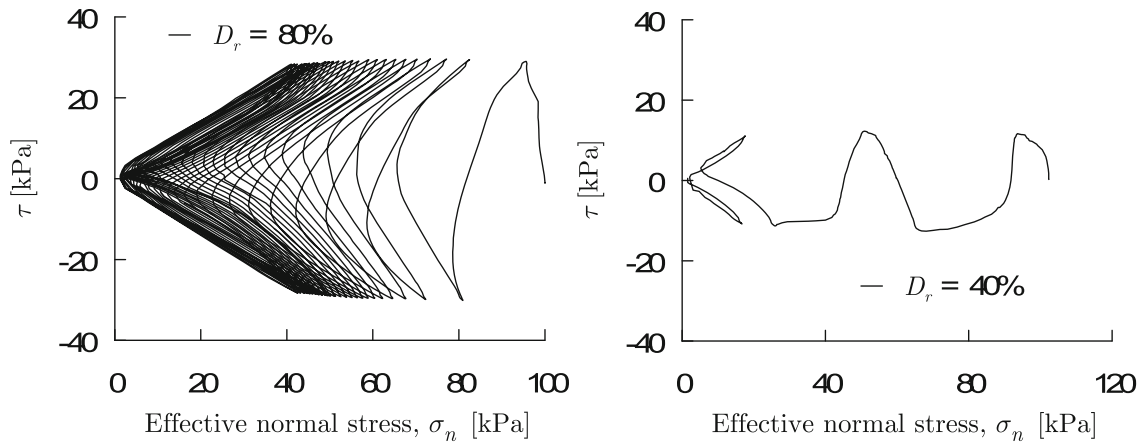 40
D_r = 80%
20
0
-20
-40
τ [kPa]
0 20 40 60 80 100
Effective normal stress, σ_n [kPa]
40
20
0
-20
D_r = 40%
-40
τ [kPa]
0 40 80 120
Effective normal stress, σ_n [kPa]